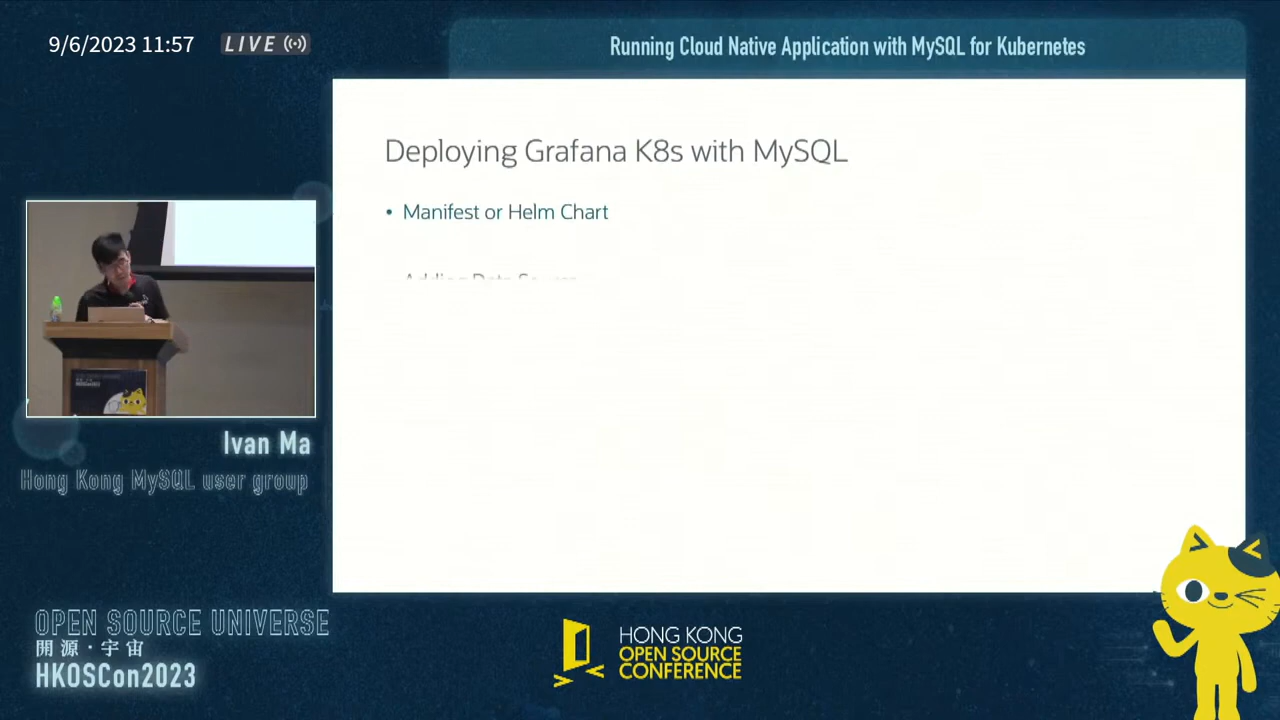 9/6/2023 11:57
LIVE
Running Cloud Native Application with MySQL for Kubernetes
Deploying Grafana K8s with MySQL
• Manifest or Helm Chart
Ivan Ma
Hong Kong MySQL user group
OPEN SOURCE UNIVERSE
開源·宇宙
HKOSCon2023
HONG KONG
OPEN SOURCE
CONFERENCE